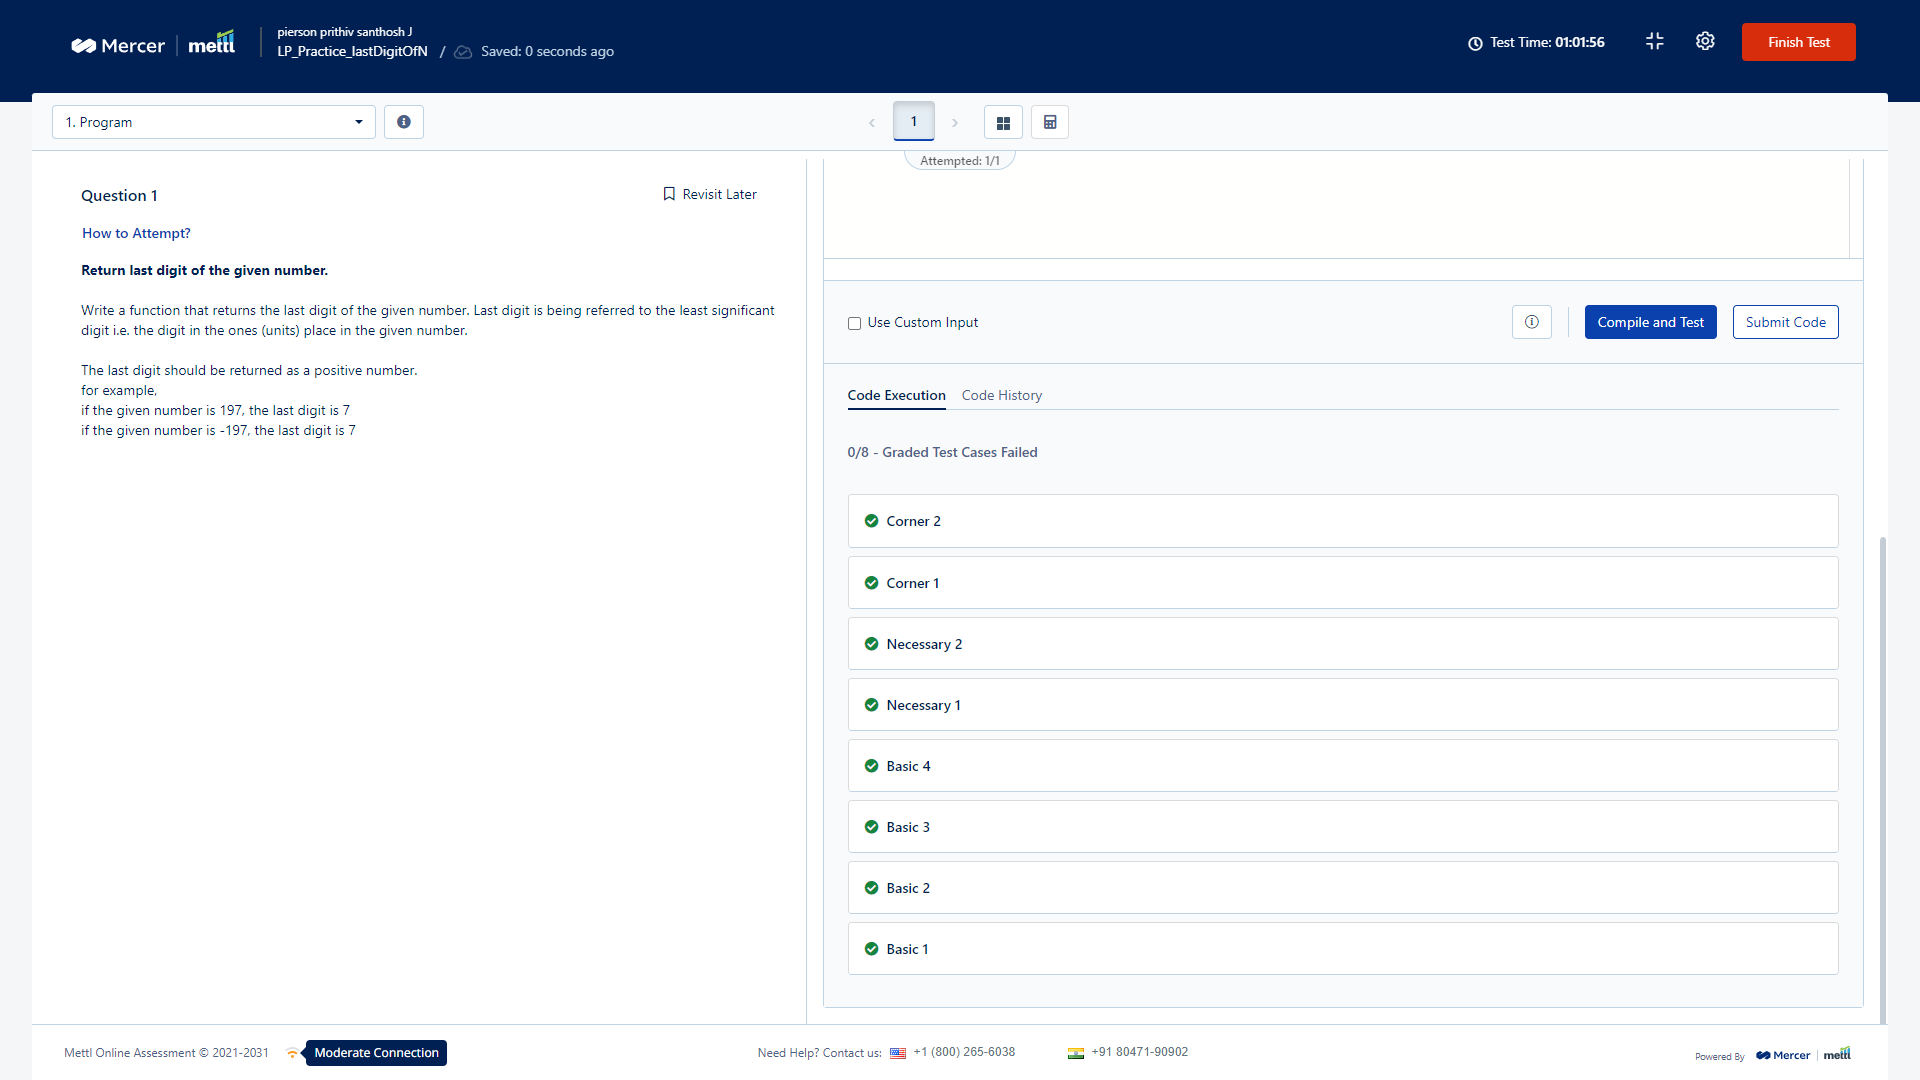 Mercer | mettl
pierson prithiv santhosh J
LP_Practice_lastDigitOfN / Saved: 0 seconds ago
Test Time: 01:01:56
Finish Test
1. Program
1
Attempted: 1/1
Question 1
Revisit Later
How to Attempt?
Return last digit of the given number.
Write a function that returns the last digit of the given number. Last digit is being referred to the least significant
digit i.e. the digit in the ones (units) place in the given number.
The last digit should be returned as a positive number.
for example,
if the given number is 197, the last digit is 7
if the given number is -197, the last digit is 7
Use Custom Input
Compile and Test
Submit Code
Code Execution
Code History
0/8 - Graded Test Cases Failed
Corner 2
Corner 1
Necessary 2
Necessary 1
Basic 4
Basic 3
Basic 2
Basic 1
Mettl Online Assessment © 2021-2031
Moderate Connection
Need Help? Contact us: +1 (800) 265-6038
+91 80471-90902
Powered By Mercer | mettl